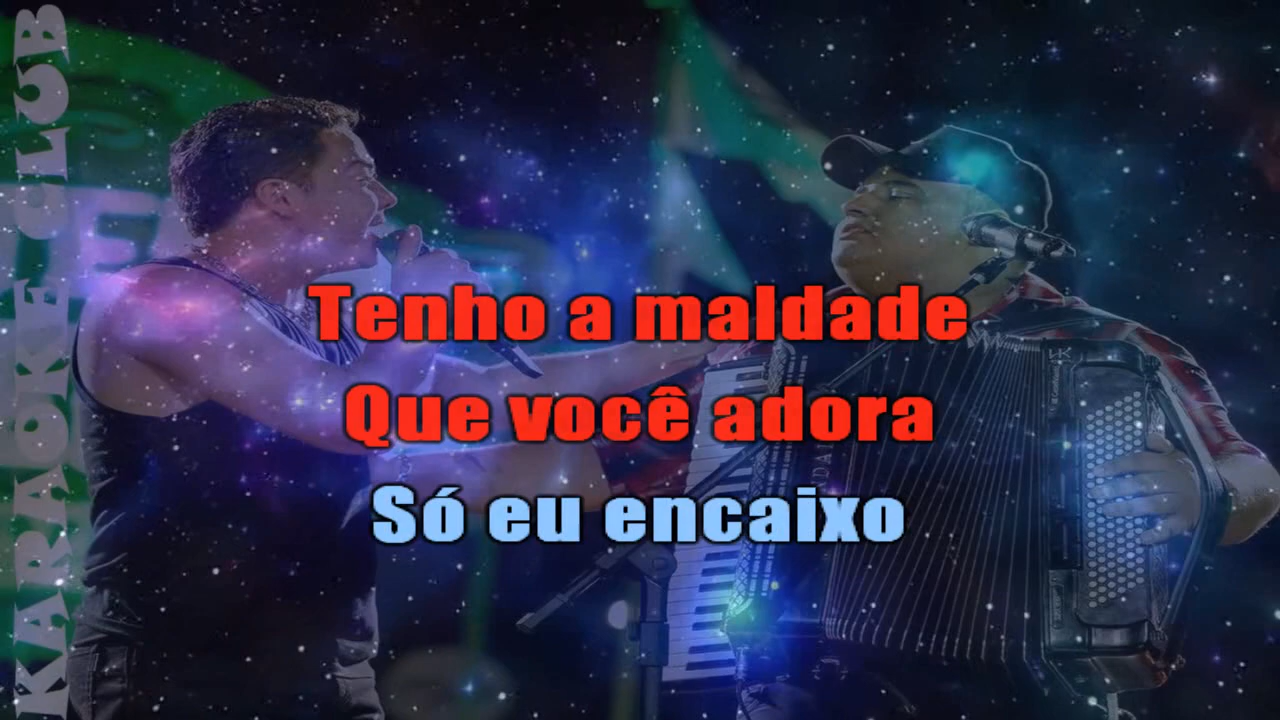 KARAOKE CLUB
Tenho a maldade
Que você adora
Só eu encaixo